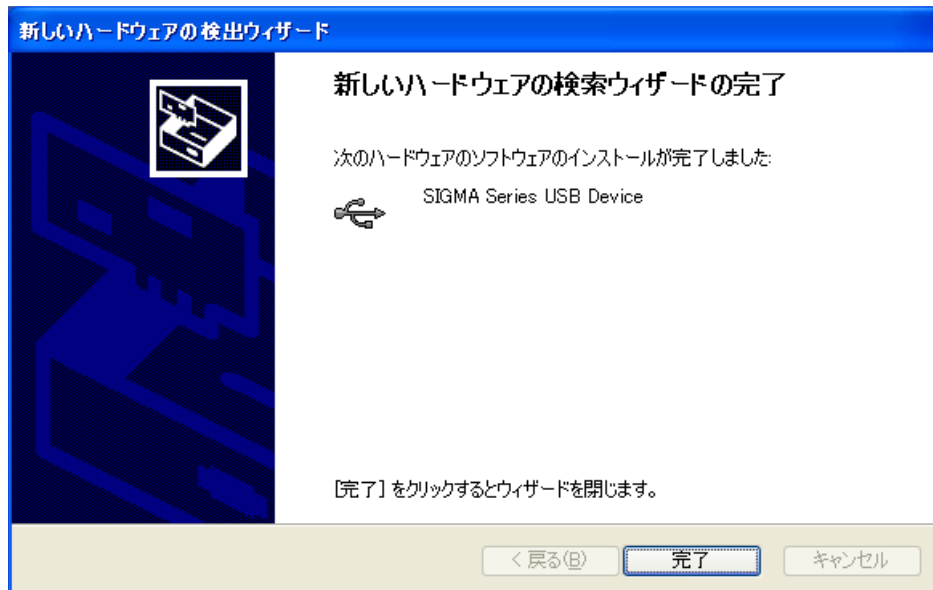 新しいハードウェアの検出ウィザード
新しいハードウェアの検索ウィザードの完了
次のハードウェアのソフトウェアのインストールが完了しました:
SIGMA Series USB Device
[完了] をクリックするとウィザードを閉じます。
< 戻る(B)
完了
キャンセル